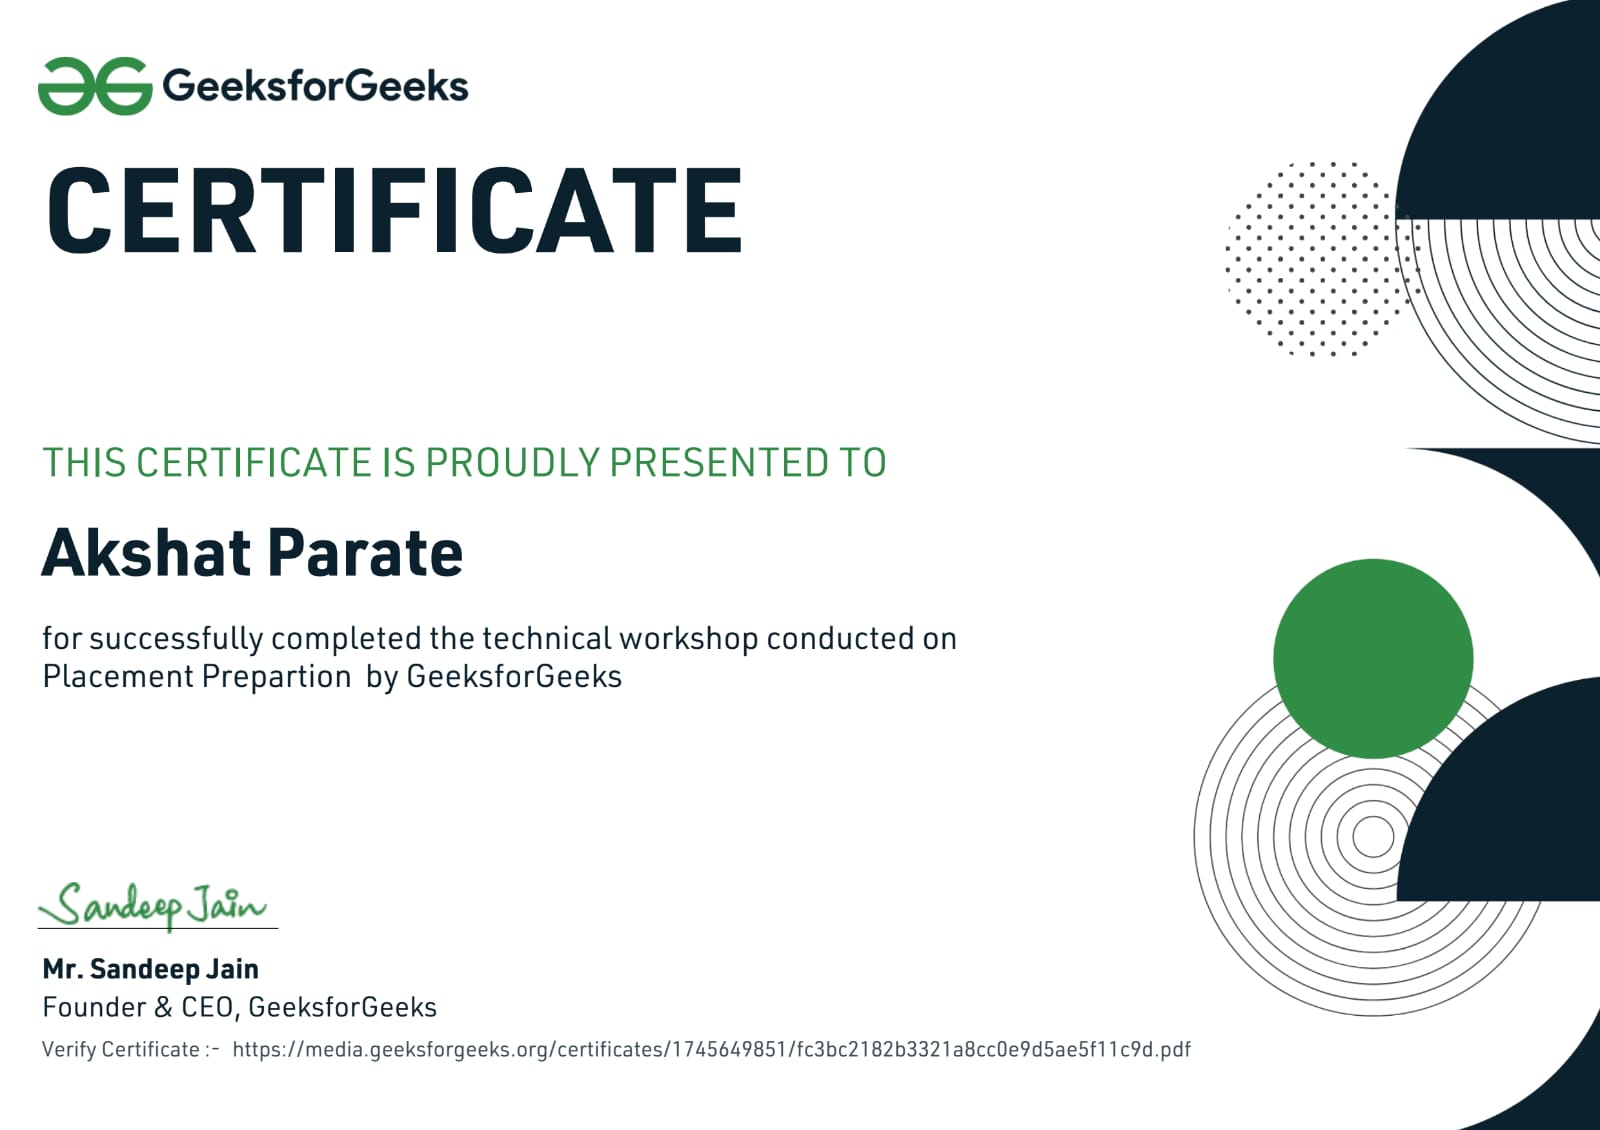 GeeksforGeeks
CERTIFICATE
THIS CERTIFICATE IS PROUDLY PRESENTED TO
Akshat Parate
for successfully completed the technical workshop conducted on
Placement Prepartion  by GeeksforGeeks
Sandeep Jain
Mr. Sandeep Jain
Founder & CEO, GeeksforGeeks
Verify Certificate :-  https://media.geeksforgeeks.org/certificates/1745649851/fc3bc2182b3321a8cc0e9d5ae5f11c9d.pdf